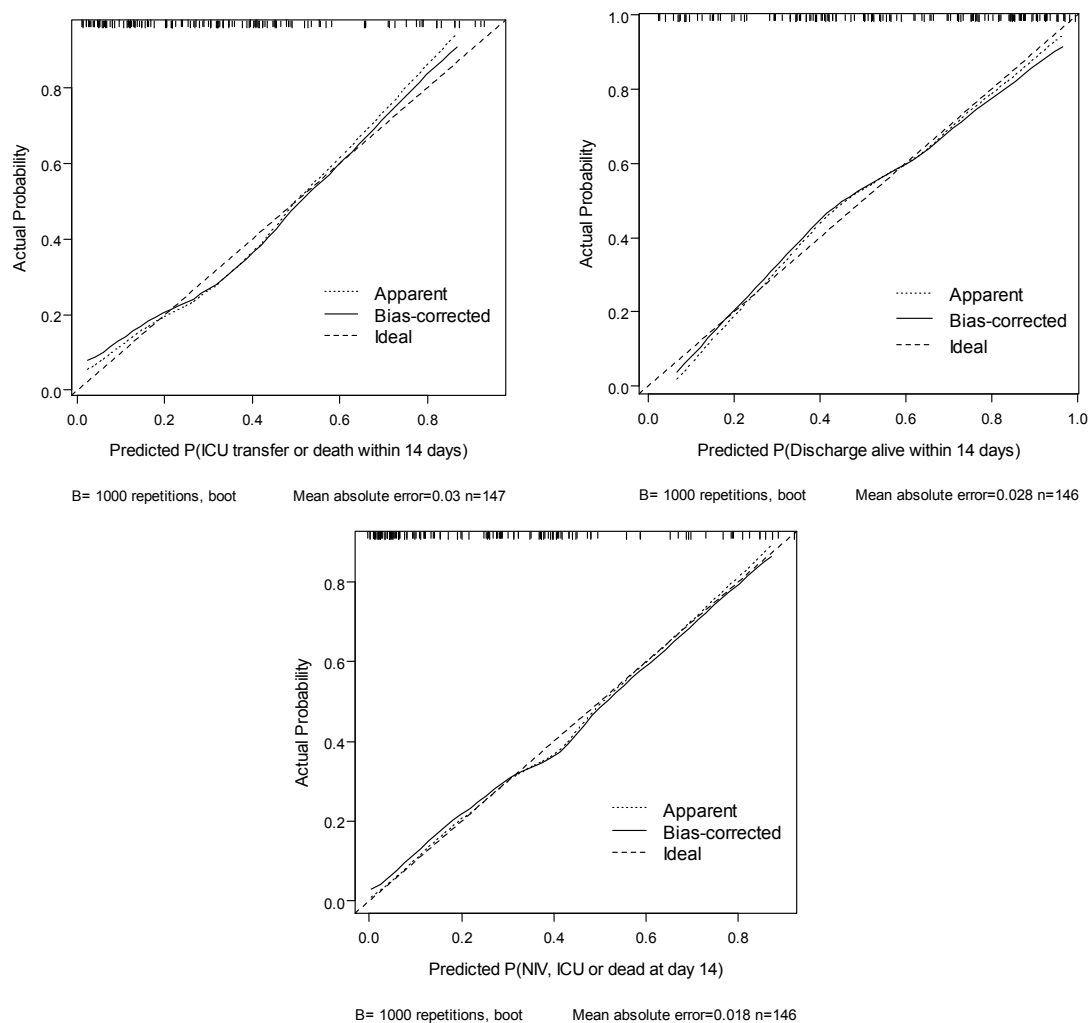 Actual Probability
0.8
0.6
0.4
0.2
0.0
Apparent
Bias-corrected
Ideal
0.0 0.2 0.4 0.6 0.8
Predicted P(ICU transfer or death within 14 days)
B= 1000 repetitions, boot Mean absolute error=0.03 n=147
Actual Probability
1.0
0.8
0.6
0.4
0.2
0.0
Apparent
Bias-corrected
Ideal
0.0 0.2 0.4 0.6 0.8 1.0
Predicted P(Discharge alive within 14 days)
B= 1000 repetitions, boot Mean absolute error=0.028 n=146
Actual Probability
0.8
0.6
0.4
0.2
0.0
Apparent
Bias-corrected
Ideal
0.0 0.2 0.4 0.6 0.8
Predicted P(NIV, ICU or dead at day 14)
B= 1000 repetitions, boot Mean absolute error=0.018 n=146